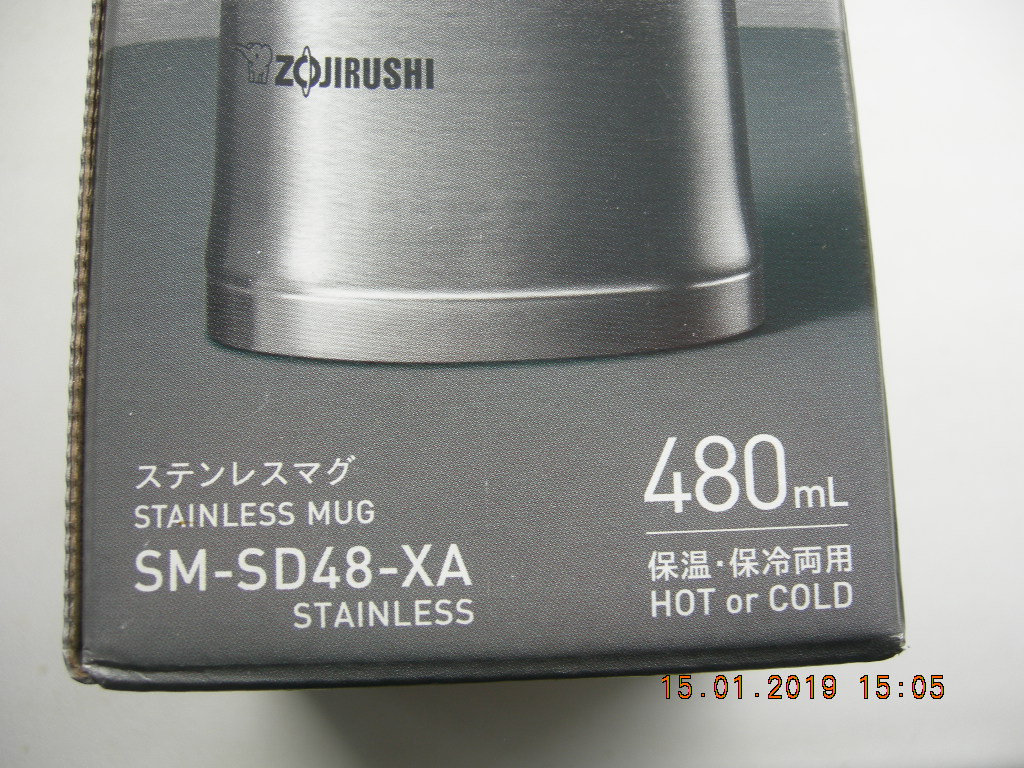 ZOJIRUSHI
ステンレスマグ
STAINLESS MUG
SM-SD48-XA
STAINLESS
480mL
保温・保冷両用
HOT or COLD
15.01.2019 15:05